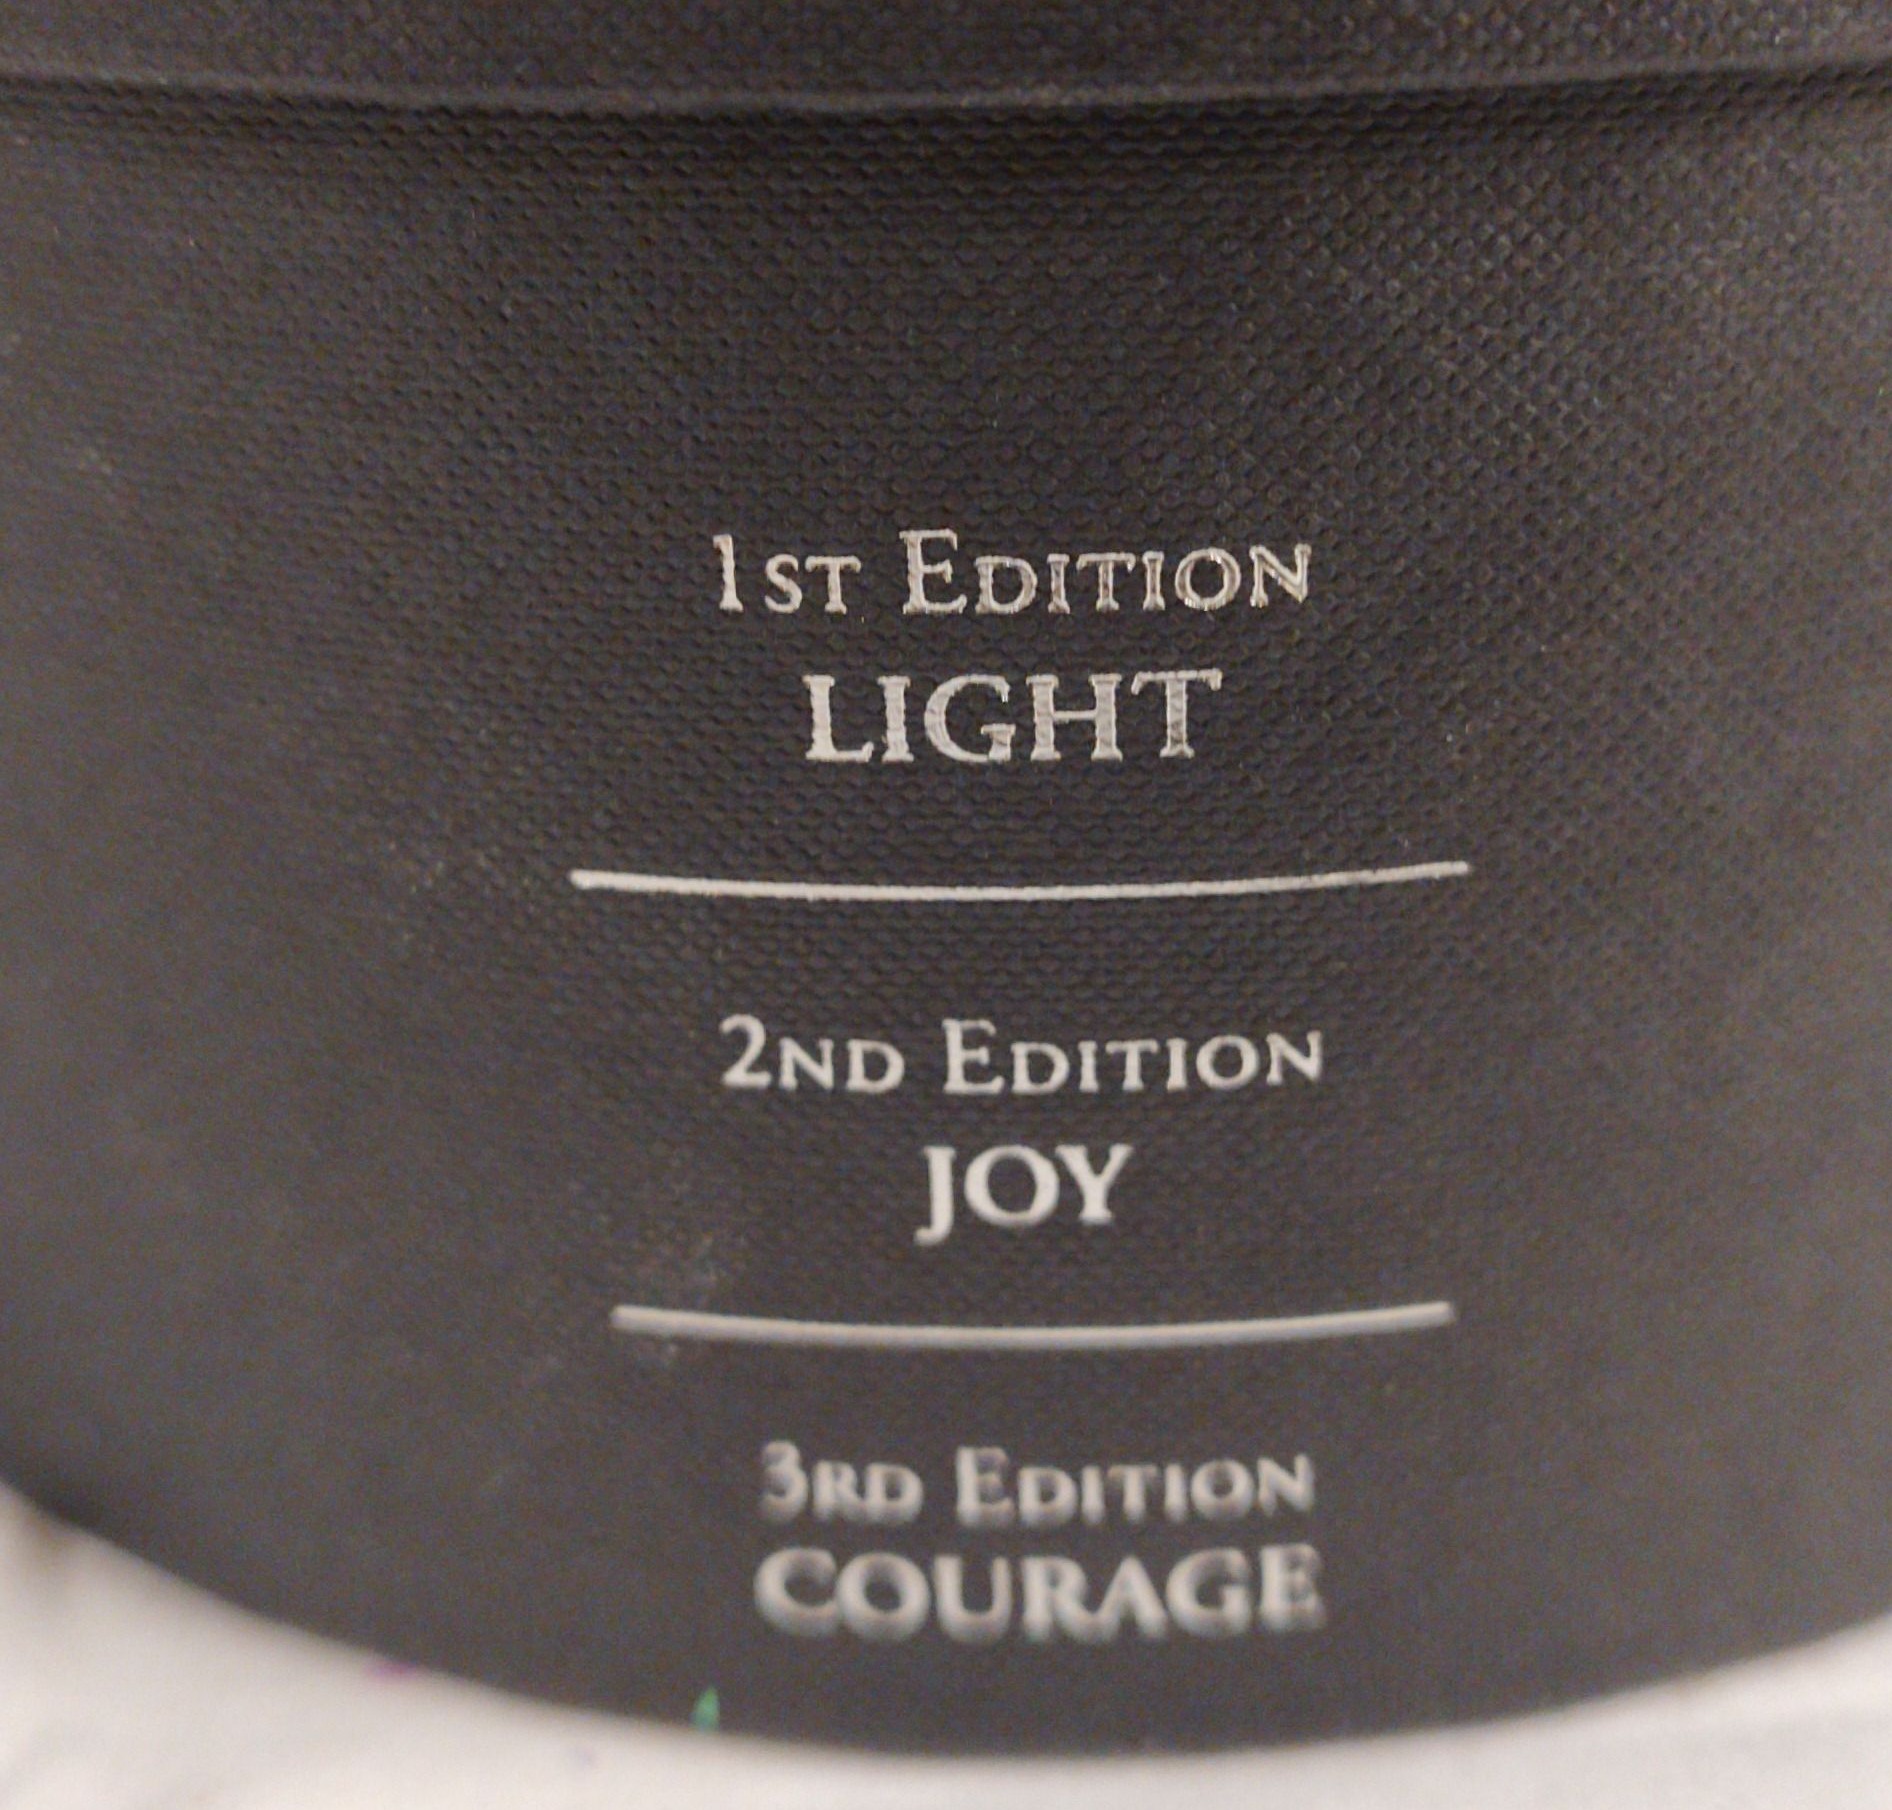 1ST EDITION
LIGHT
2ND EDITION
JOY
3RD EDITION
COURAGE